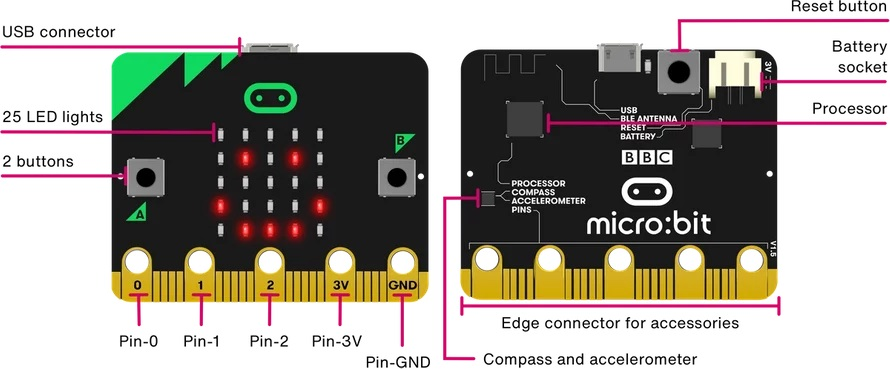 USB connector
25 LED lights
2 buttons
A
B
0
1
2
3V
GND
Pin-0
Pin-1
Pin-2
Pin-3V
Pin-GND
Reset button
Battery
socket
Processor
3V
USB
BLE ANTENNA
RESET
BATTERY
BBC
PROCESSOR
COMPASS
ACCELEROMETER
PINS
micro:bit
V1.5
Edge connector for accessories
Compass and accelerometer